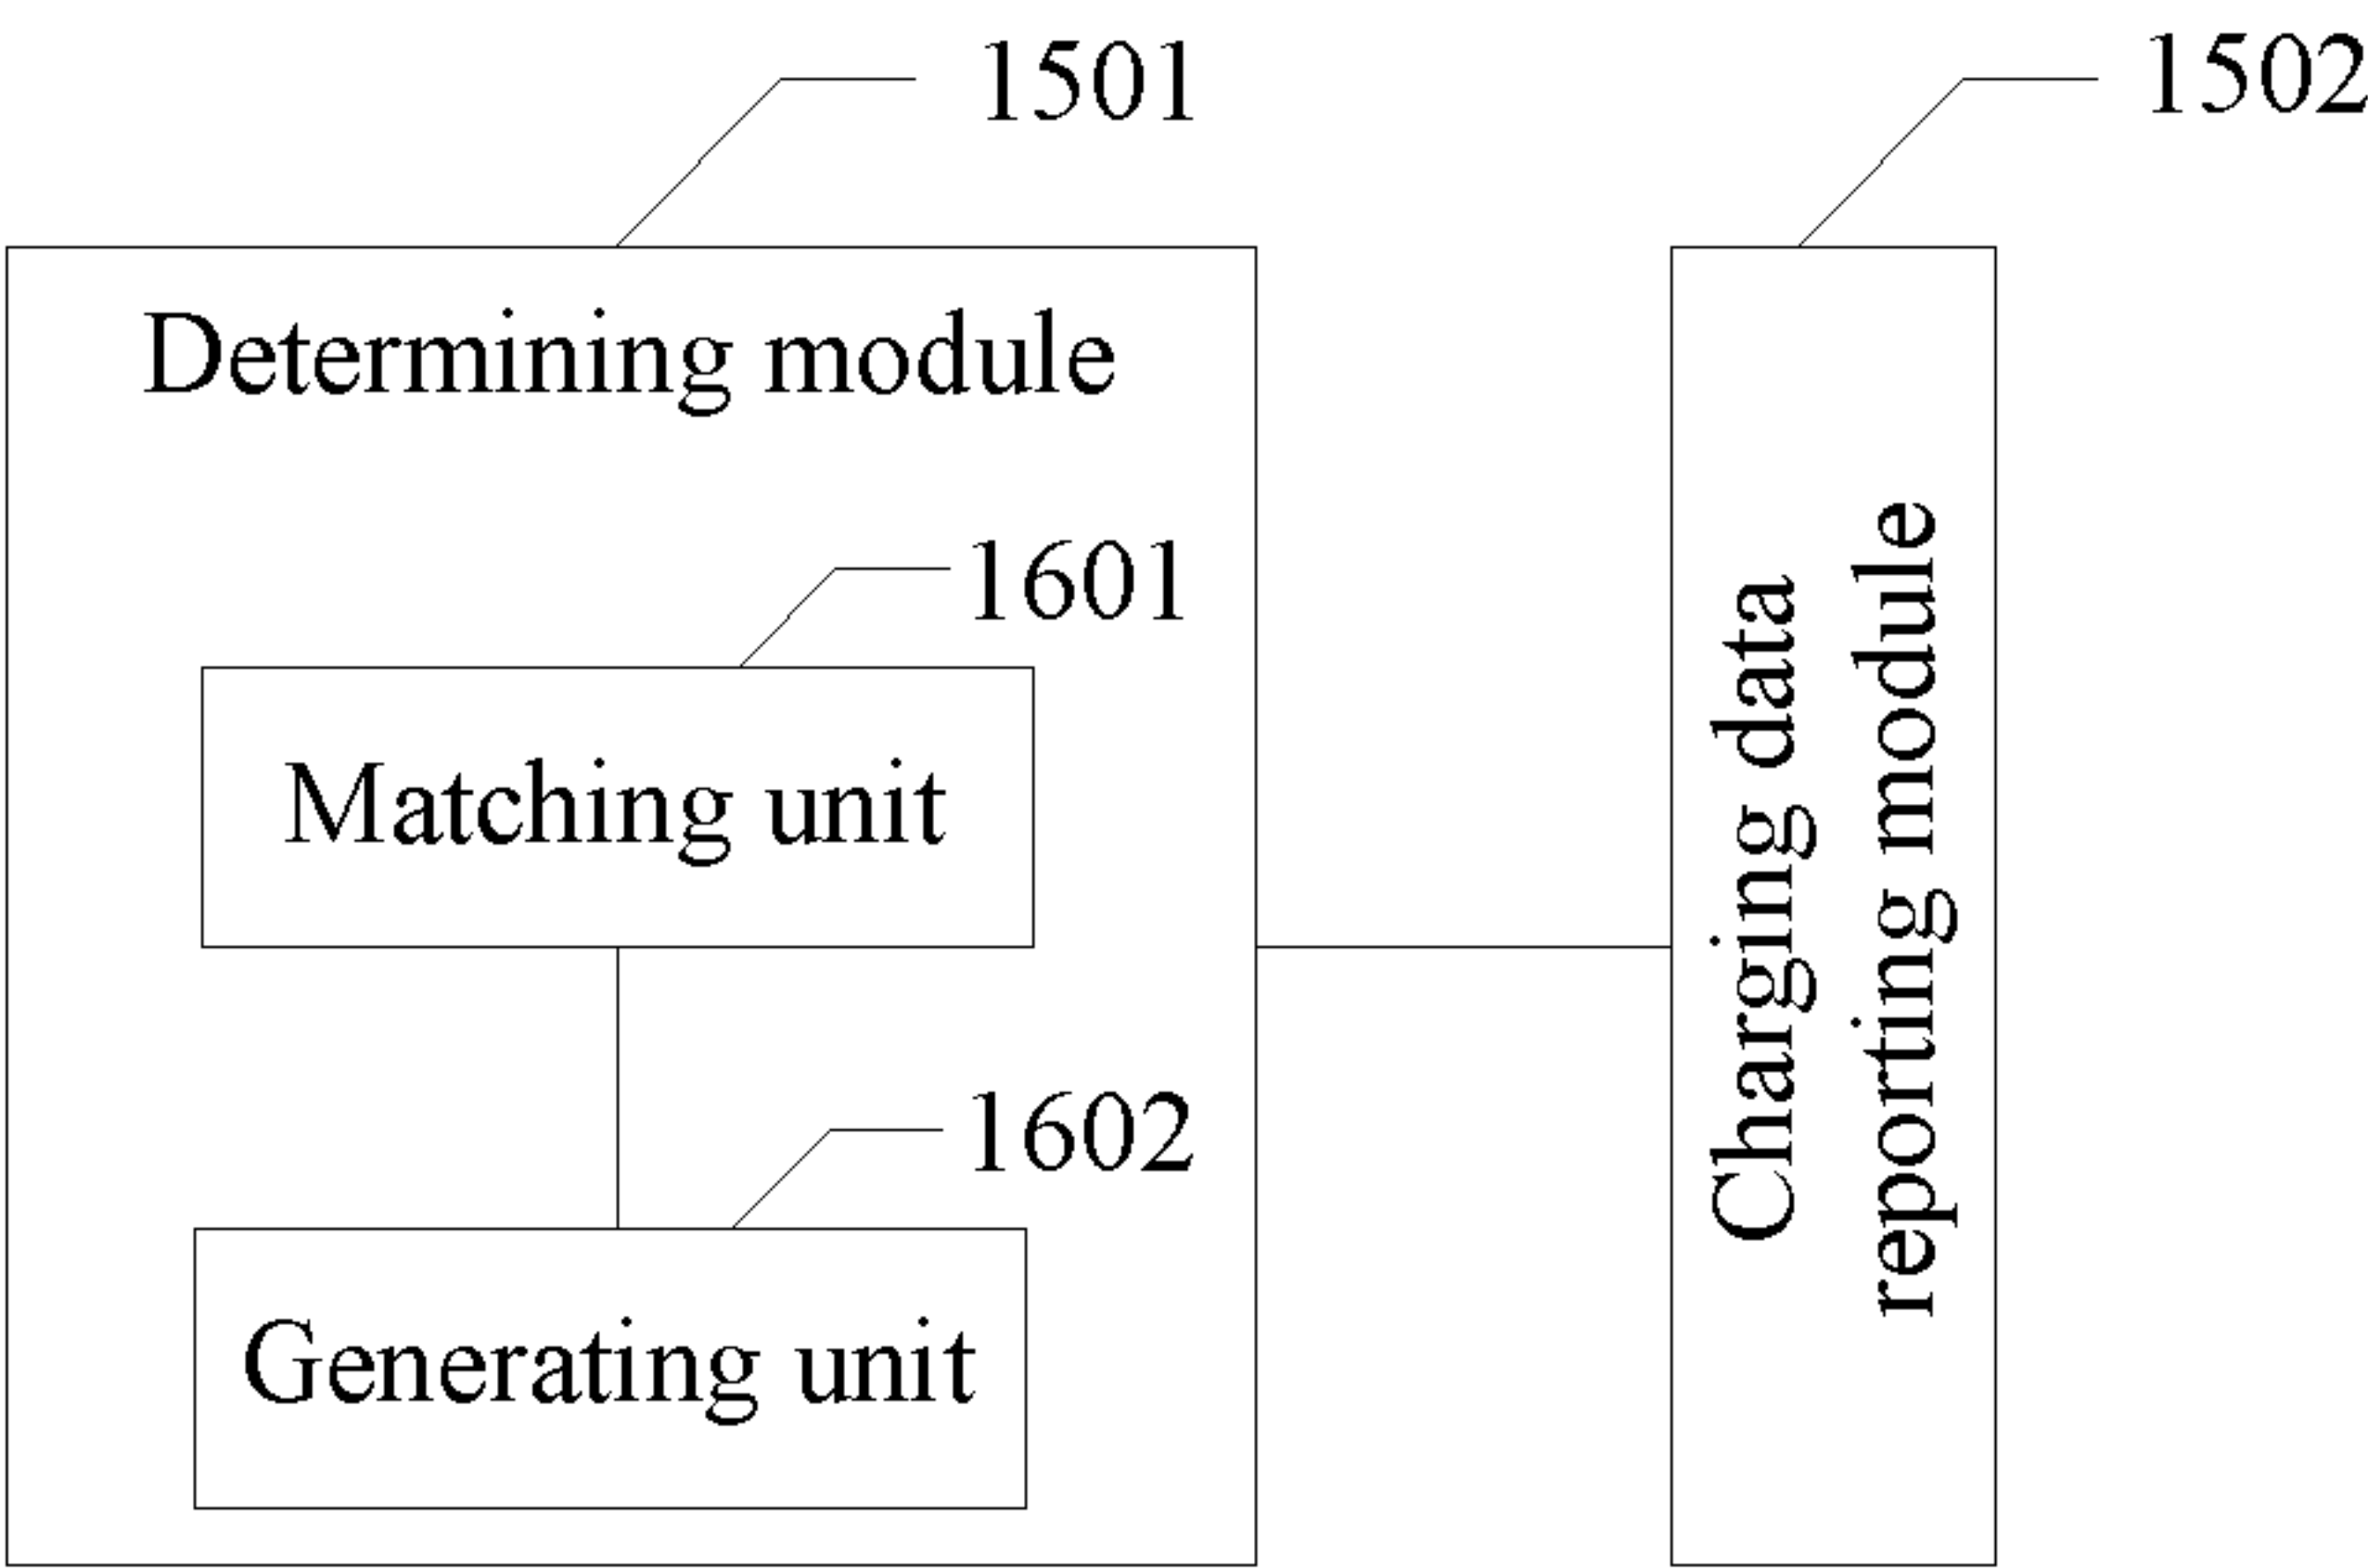 1501
1502
Determining module
1601
Matching unit
1602
Generating unit
Charging data
reporting module